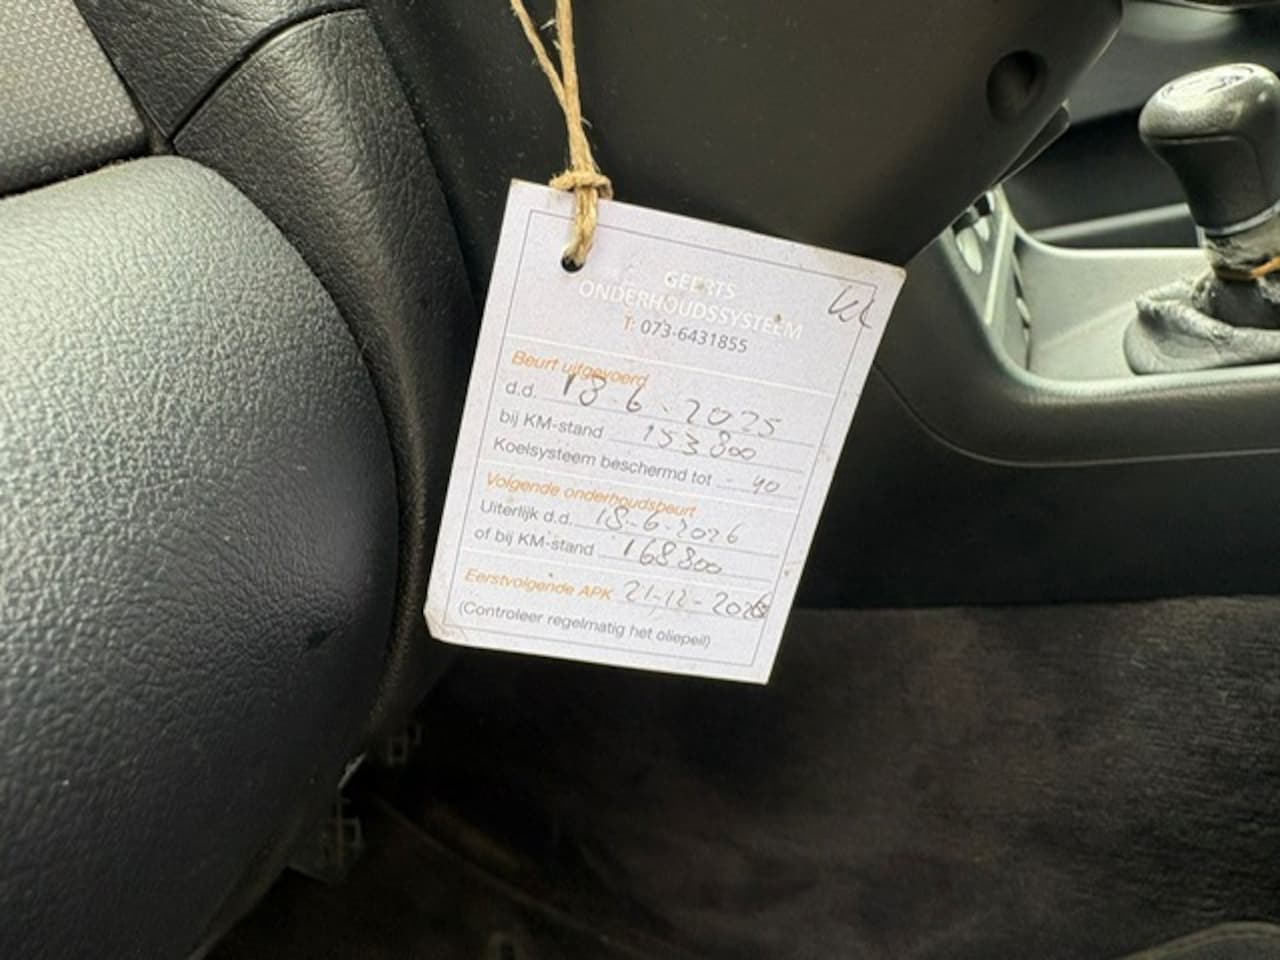 GEERTS
ONDERHOUDSSYSTEEM
T: 073-6431855
Beurt uitgevoerd
d.d. 18-6-2025
bij KM-stand 153800
Koelsysteem beschermd tot -40
Volgende onderhoudsbeurt
Uiterlijk d.d. 18-6-2026
of bij KM-stand 168800
Eerstvolgende APK 21-12-
(Controleer regelmatig het oliepeil)